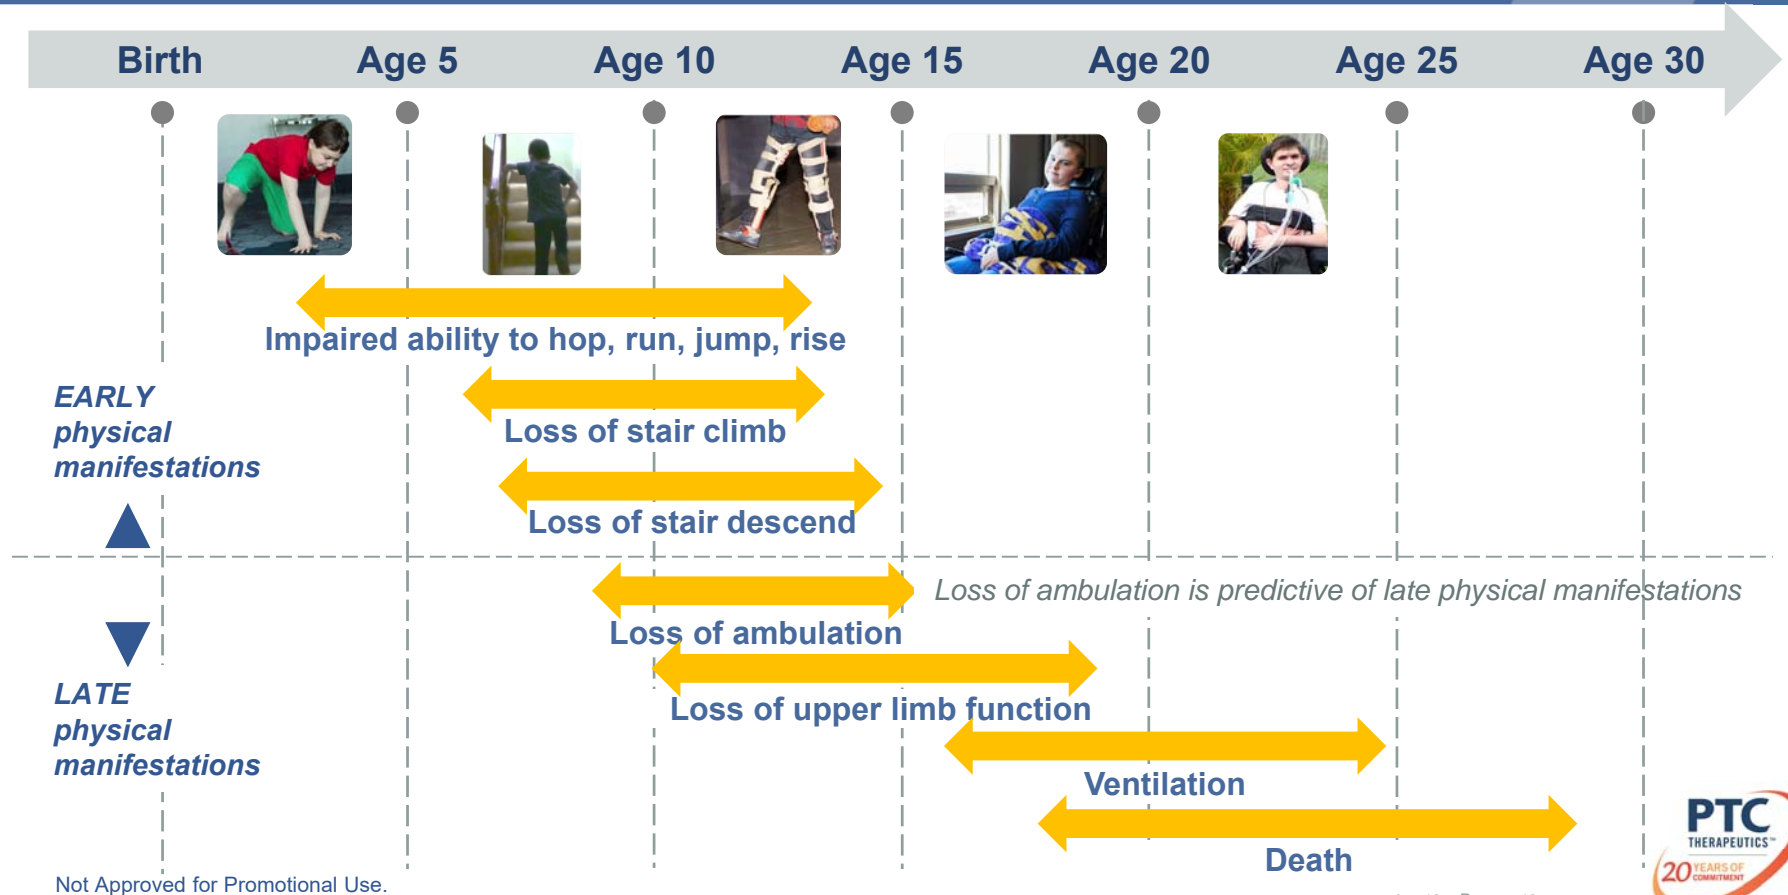 Birth Age 5 Age 10 Age 15 Age 20 Age 25 Age 30
Impaired ability to hop, run, jump, rise
EARLY
physical
manifestations
Loss of stair climb
Loss of stair descend
Loss of ambulation is predictive of late physical manifestations
Loss of ambulation
LATE
physical
manifestations
Loss of upper limb function
Ventilation
Death
PTC
THERAPEUTICS™
20 YEARS OF
COMMITMENT
Not Approved for Promotional Use.